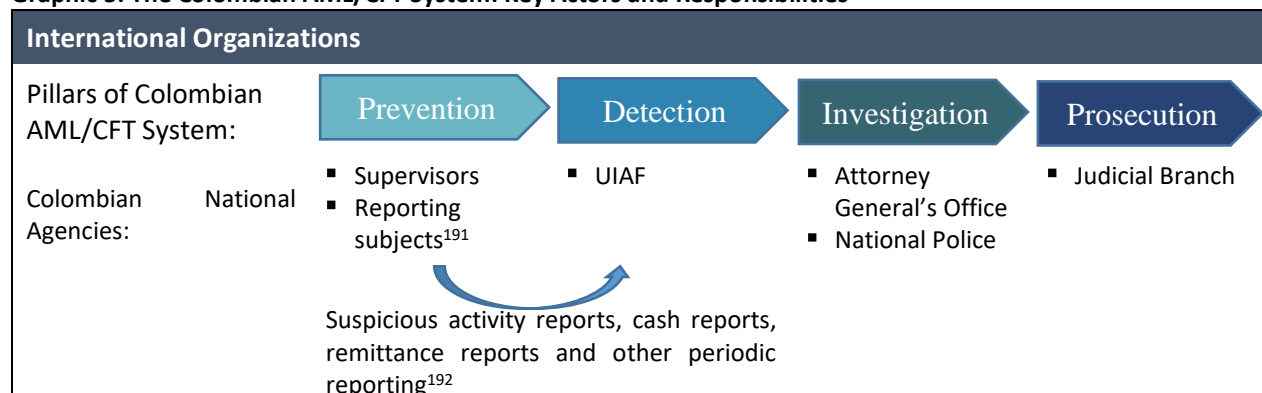 Graphic 3: The Colombian AML/CFT System: Key Actors and Responsibilities
International Organizations
Pillars of Colombian
AML/CFT System:
Prevention
Detection
Investigation
Prosecution
Colombian National
Agencies:
▪ Supervisors
▪ Reporting
subjects191
▪ UIAF
▪ Attorney
General’s Office
▪ National Police
▪ Judicial Branch
Suspicious activity reports, cash reports,
remittance reports and other periodic
reporting192